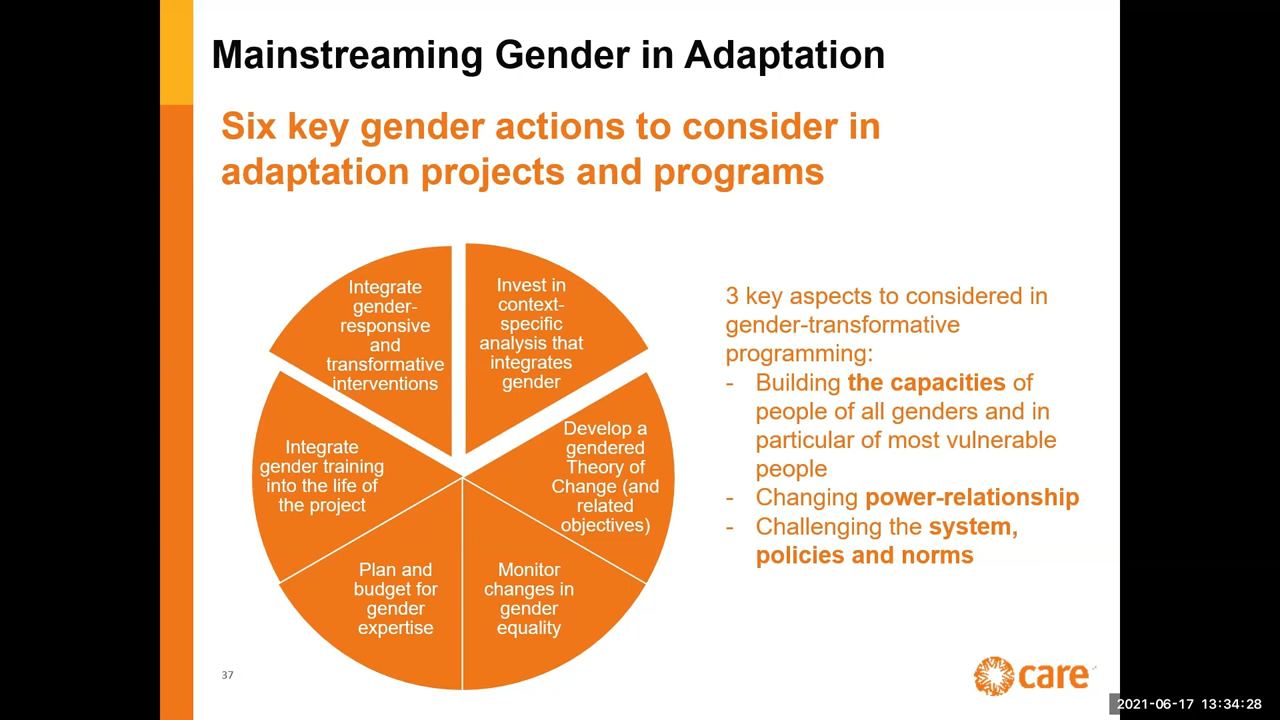 Mainstreaming Gender in Adaptation
Six key gender actions to consider in
adaptation projects and programs
Integrate
gender-
responsive
and
transformative
interventions
Invest in
context-
specific
analysis that
integrates
gender
Integrate
gender training
into the life of
the project
Develop a
gendered
Theory of
Change (and
related
objectives)
Plan and
budget for
gender
expertise
Monitor
changes in
gender
equality
3 key aspects to considered in
gender-transformative
programming:
- Building the capacities of
people of all genders and in
particular of most vulnerable
people
- Changing power-relationship
- Challenging the system,
policies and norms
37
care
2021-06-17 13:34:28